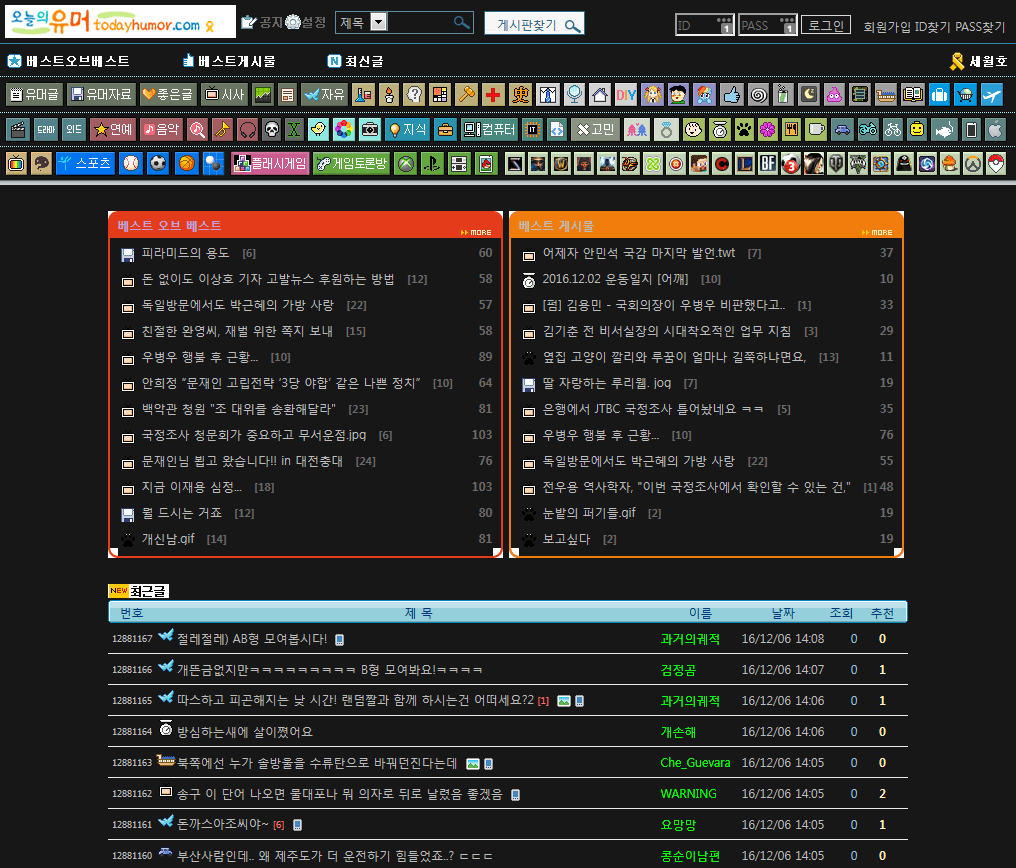 오늘의유머 todayhumor.com 공지 설정 제목 게시판찾기 ID PASS 로그인 회원가입 ID찾기 PASS찾기
베스트오브베스트 베스트게시물 최신글 세월호
유머글 유머자료 좋은글 시사 자유 DIY
드라마 외드 연예 음악 지식 컴퓨터 고민
스포츠 플래시게임 게임토론방
베스트 오브 베스트 MORE
피라미드의 용도 [6] 60
돈 없이도 이상호 기자 고발뉴스 후원하는 방법 [12] 58
독일방문에서도 박근혜의 가방 사랑 [22] 57
친절한 완영씨, 재벌 위한 쪽지 보내 [15] 58
우병우 행불 후 근황... [10] 89
안희정 “문재인 고립전략 ‘3당 야합’ 같은 나쁜 정치” [10] 64
백악관 청원 "조 대위를 송환해달라" [23] 81
국정조사 청문회가 중요하고 무서운점.jpg [6] 103
문재인님 뵙고 왔습니다!! in 대전충대 [24] 76
지금 이재용 심정... [18] 103
뭘 드시는 거죠 [12] 80
개신남.gif [14] 81
베스트 게시물 MORE
어제자 안민석 국감 마지막 발언.twt [7] 37
2016.12.02 운동일지 [어깨] [10] 10
[펌] 김용민 - 국회의장이 우병우 비판했다고.. [1] 33
김기춘 전 비서실장의 시대착오적인 업무 지침 [3] 29
옆집 고양이 깔리와 루꿈이 얼마나 길쭉하냐면요, [13] 11
딸 자랑하는 루리웹. jog [7] 19
은행에서 JTBC 국정조사 틀어놨네요 ㅋㅋ [5] 35
우병우 행불 후 근황... [10] 76
독일방문에서도 박근혜의 가방 사랑 [22] 55
전우용 역사학자, "이번 국정조사에서 확인할 수 있는 건," [1] 48
눈밭의 퍼기들.gif [2] 19
보고싶다 [2] 19
NEW 최근글
번호 제 목 이름 날짜 조회 추천
12881167 절레절레) AB형 모여봅시다! 과거의궤적 16/12/06 14:08 0 0
12881166 개뜬금없지만ㅋㅋㅋㅋㅋㅋㅋㅋㅋ B형 모여봐요!ㅋㅋㅋㅋ 검정곰 16/12/06 14:07 0 1
12881165 따스하고 피곤해지는 낮 시간! 랜덤짤과 함께 하시는건 어떠세요?2 [1] 과거의궤적 16/12/06 14:06 0 1
12881164 방심하는새에 살이쪘어요 개손해 16/12/06 14:06 0 0
12881163 북쪽에선 누가 솔방울을 수류탄으로 바꿔던진다는데 Che_Guevara 16/12/06 14:05 0 0
12881162 송구 이 단어 나오면 물대포나 뭐 의자로 뒤로 날렸음 좋겠음 WARNING 16/12/06 14:05 0 2
12881161 돈까스아조씨야~ [6] 요망망 16/12/06 14:05 0 1
12881160 부산사람인데.. 왜 제주도가 더 운전하기 힘들었죠..? ㄷㄷㄷ 콩순이남편 16/12/06 14:05 0 0